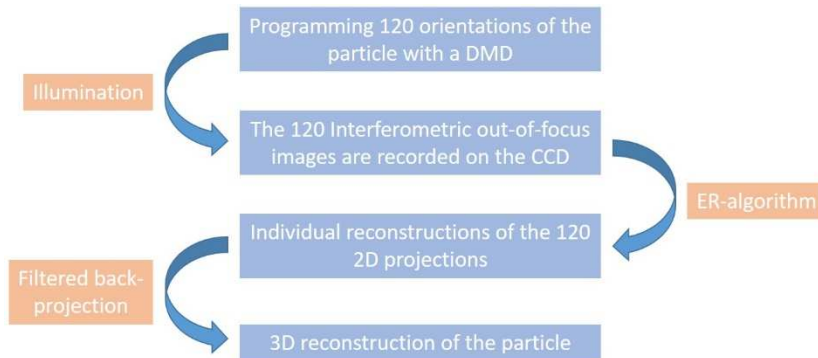 Programming 120 orientations of the
particle with a DMD
Illumination
The 120 Interferometric out-of-focus
images are recorded on the CCD
ER-algorithm
Individual reconstructions of the 120
2D projections
Filtered back-
projection
3D reconstruction of the particle